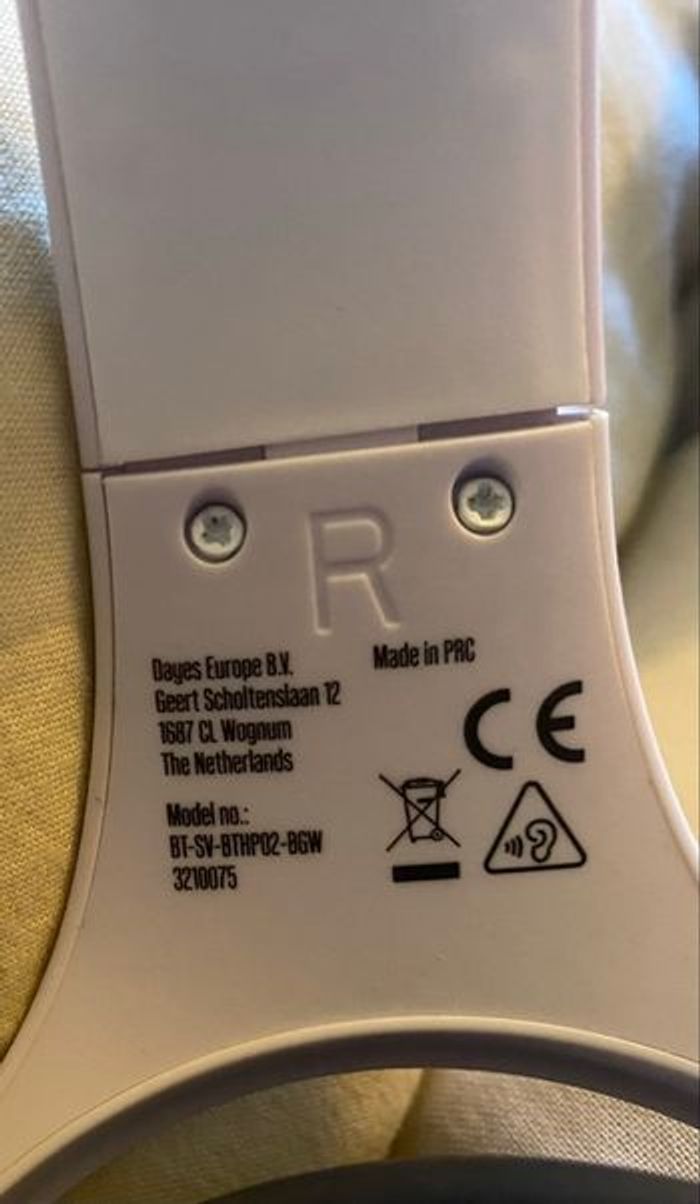 R
Dayes Europe B.V.
Geert Scholtenslaan 12
1687 CL Wognum
The Netherlands
Made in PRC
CE
Model no.:
BT-SV-BTHP02-BGW
3210075